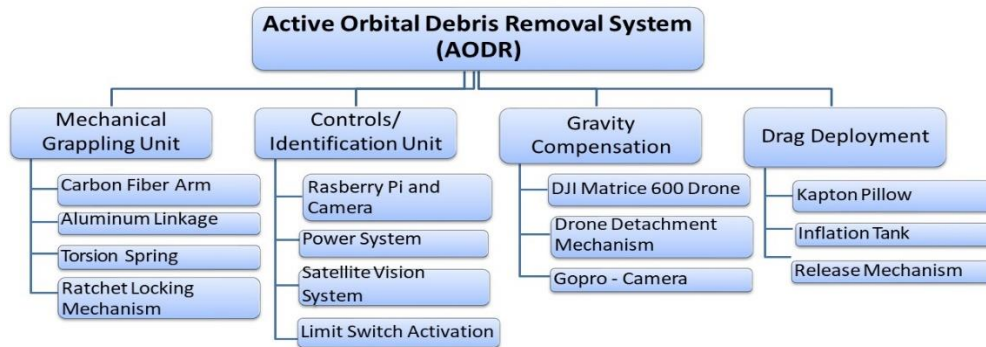 Active Orbital Debris Removal System
(AODR)
Mechanical
Grappling Unit
Carbon Fiber Arm
Aluminum Linkage
Torsion Spring
Ratchet Locking
Mechanism
Controls/
Identification Unit
Rasberry Pi and
Camera
Power System
Satellite Vision
System
Limit Switch Activation
Gravity
Compensation
DJI Matrice 600 Drone
Drone Detachment
Mechanism
Gopro - Camera
Drag Deployment
Kapton Pillow
Inflation Tank
Release Mechanism